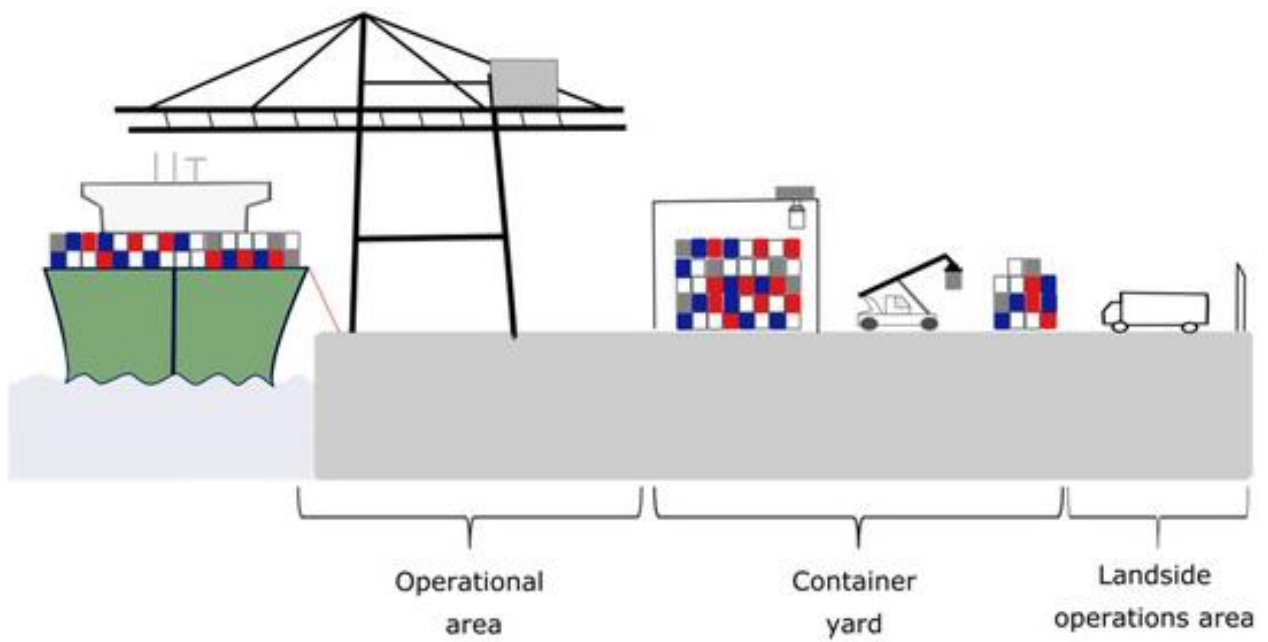 Operational
area
Container
yard
Landside
operations area